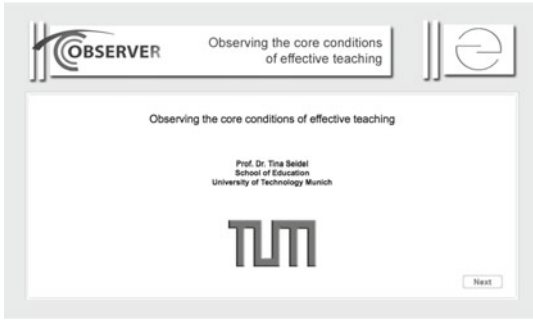 OBSERVER
Observing the core conditions
of effective teaching
Observing the core conditions of effective teaching
Prof. Dr. Tina Seidel
School of Education
University of Technology Munich
TUM
Next